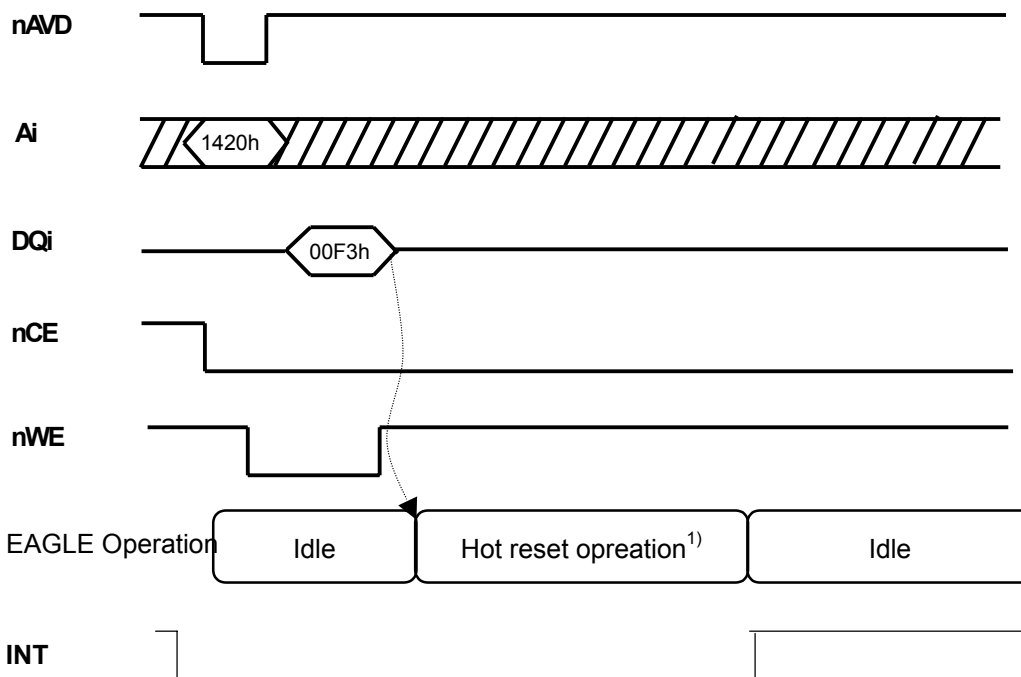 nAVD
Ai
1420h
DQi
00F3h
nCE
nWE
EAGLE Operation
Idle
Hot reset opreation1)
Idle
INT